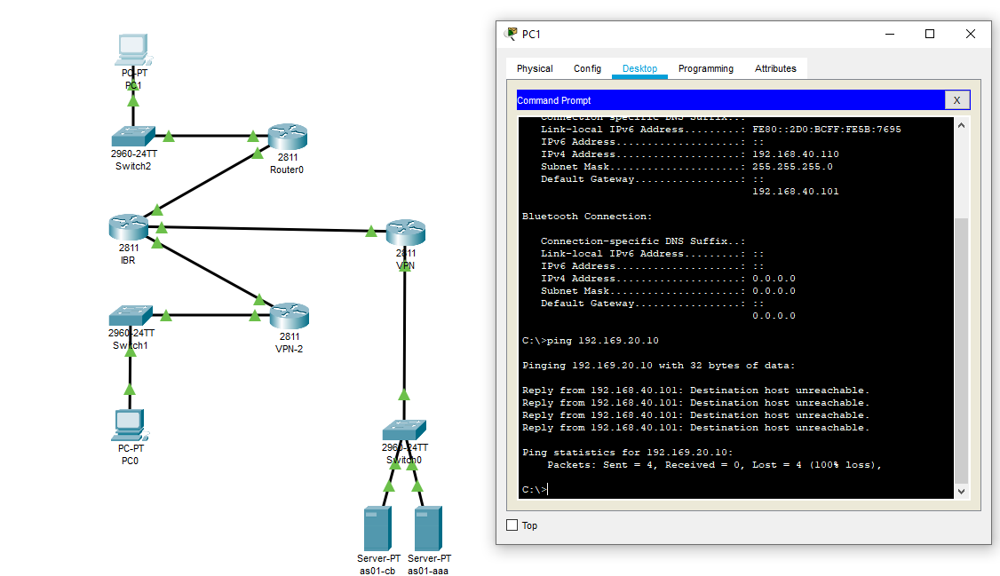 PC-PT
PC1
2960-24TT
Switch2
2811
Router0
2811
IBR
2811
VPN
2960-24TT
Switch1
2811
VPN-2
PC-PT
PC0
2960-24TT
Switch0
Server-PT
as01-cb
Server-PT
as01-aaa
PC1
Physical Config Desktop Programming Attributes
Command Prompt
X
Connection-specific DNS Suffix..:
Link-local IPv6 Address.........: FE80::2D0:BCFF:FE5B:7695
IPv6 Address....................: ::
IPv4 Address....................: 192.168.40.110
Subnet Mask.....................: 255.255.255.0
Default Gateway.................: ::
192.168.40.101
Bluetooth Connection:
Connection-specific DNS Suffix..:
Link-local IPv6 Address.........: ::
IPv6 Address....................: ::
IPv4 Address....................: 0.0.0.0
Subnet Mask.....................: 0.0.0.0
Default Gateway.................: ::
0.0.0.0
C:\>ping 192.169.20.10
Pinging 192.169.20.10 with 32 bytes of data:
Reply from 192.168.40.101: Destination host unreachable.
Reply from 192.168.40.101: Destination host unreachable.
Reply from 192.168.40.101: Destination host unreachable.
Reply from 192.168.40.101: Destination host unreachable.
Ping statistics for 192.169.20.10:
Packets: Sent = 4, Received = 0, Lost = 4 (100% loss),
C:\>
Top